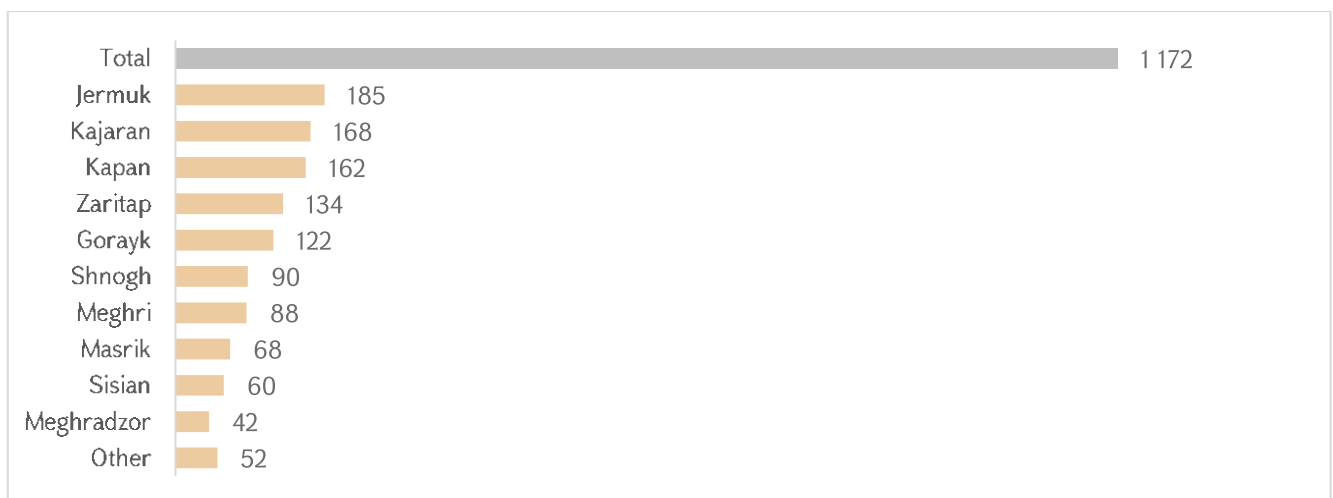 Total 1 172
Jermuk 185
Kajaran 168
Kapan 162
Zaritap 134
Gorayk 122
Shnogh 90
Meghri 88
Masrik 68
Sisian 60
Meghradzor 42
Other 52